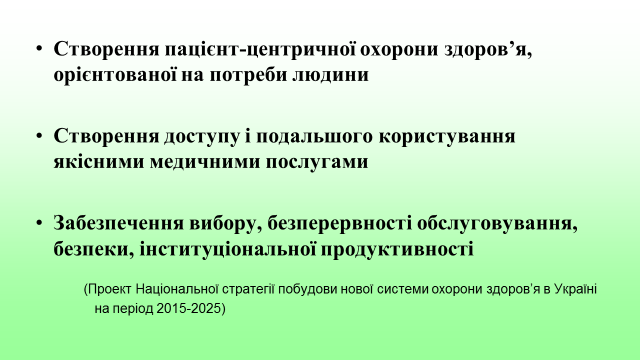 • Створення пацієнт-центричної охорони здоров’я,
орієнтованої на потреби людини
• Створення доступу і подальшого користування
якісними медичними послугами
• Забезпечення вибору, безперервності обслуговування,
безпеки, інституціональної продуктивності
(Проект Національної стратегії побудови нової системи охорони здоров’я в Україні
на період 2015-2025)